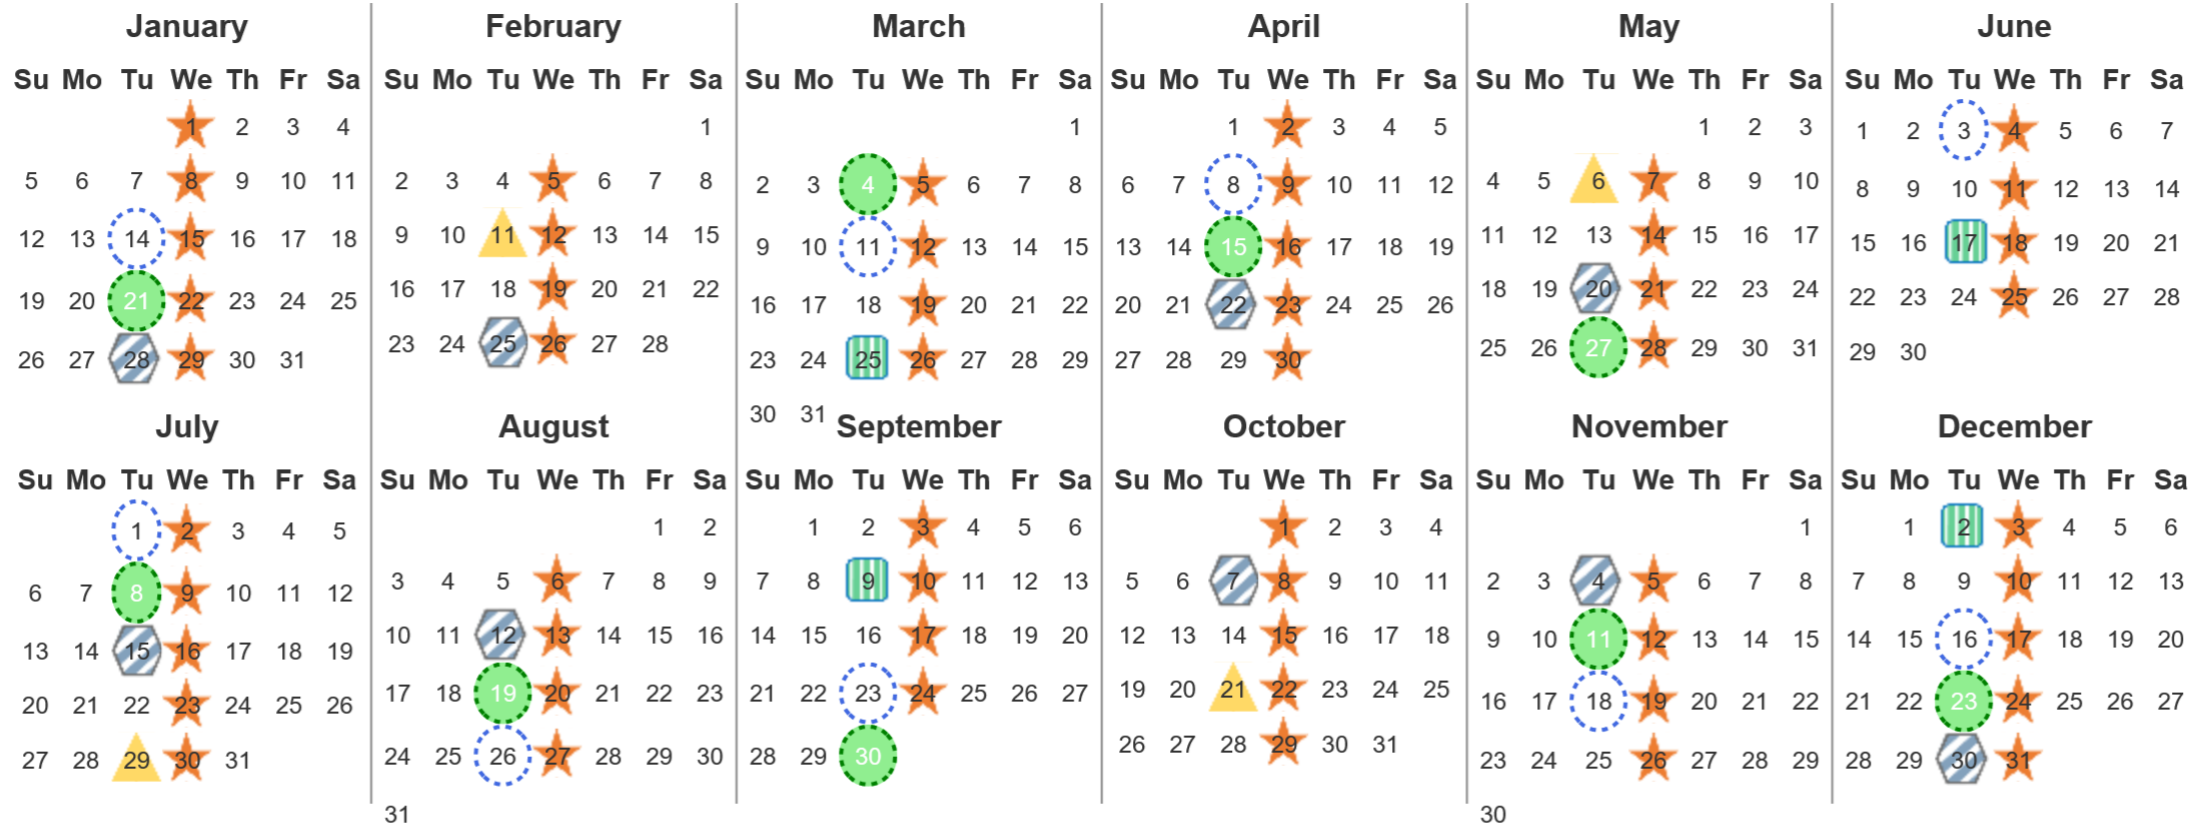 January February March April May June
Su Mo Tu We Th Fr Sa Su Mo Tu We Th Fr Sa Su Mo Tu We Th Fr Sa Su Mo Tu We Th Fr Sa Su Mo Tu We Th Fr Sa Su Mo Tu We Th Fr Sa
1 2 3 4 1 1 1 2 3 4 5 1 2 3 1 2 3 4 5 6 7
5 6 7 8 9 10 11 2 3 4 5 6 7 8 2 3 4 5 6 7 8 6 7 8 9 10 11 12 4 5 6 7 8 9 10 8 9 10 11 12 13 14
12 13 14 15 16 17 18 9 10 11 12 13 14 15 9 10 11 12 13 14 15 13 14 15 16 17 18 19 11 12 13 14 15 16 17 15 16 17 18 19 20 21
19 20 21 22 23 24 25 16 17 18 19 20 21 22 16 17 18 19 20 21 22 20 21 22 23 24 25 26 18 19 20 21 22 23 24 22 23 24 25 26 27 28
26 27 28 29 30 31 23 24 25 26 27 28 23 24 25 26 27 28 29 27 28 29 30 25 26 27 28 29 30 31 29 30
30 31
July August September October November December
Su Mo Tu We Th Fr Sa Su Mo Tu We Th Fr Sa Su Mo Tu We Th Fr Sa Su Mo Tu We Th Fr Sa Su Mo Tu We Th Fr Sa Su Mo Tu We Th Fr Sa
1 2 3 4 5 1 2 1 2 3 4 5 6 1 2 3 4 1 1 2 3 4 5 6
6 7 8 9 10 11 12 3 4 5 6 7 8 9 7 8 9 10 11 12 13 5 6 7 8 9 10 11 2 3 4 5 6 7 8 7 8 9 10 11 12 13
13 14 15 16 17 18 19 10 11 12 13 14 15 16 14 15 16 17 18 19 20 12 13 14 15 16 17 18 9 10 11 12 13 14 15 14 15 16 17 18 19 20
20 21 22 23 24 25 26 17 18 19 20 21 22 23 21 22 23 24 25 26 27 19 20 21 22 23 24 25 16 17 18 19 20 21 22 21 22 23 24 25 26 27
27 28 29 30 31 24 25 26 27 28 29 30 28 29 30 26 27 28 29 30 31 23 24 25 26 27 28 29 28 29 30 31
31 30